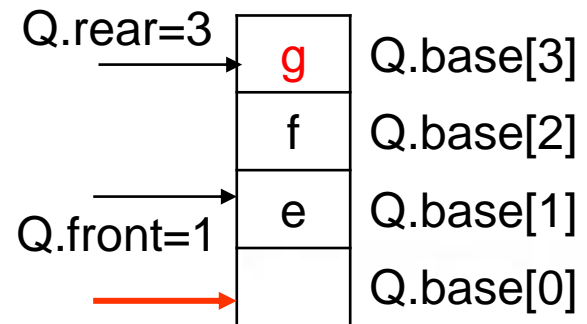 Q.rear=3
g Q.base[3]
f Q.base[2]
e Q.base[1]
Q.front=1
Q.base[0]